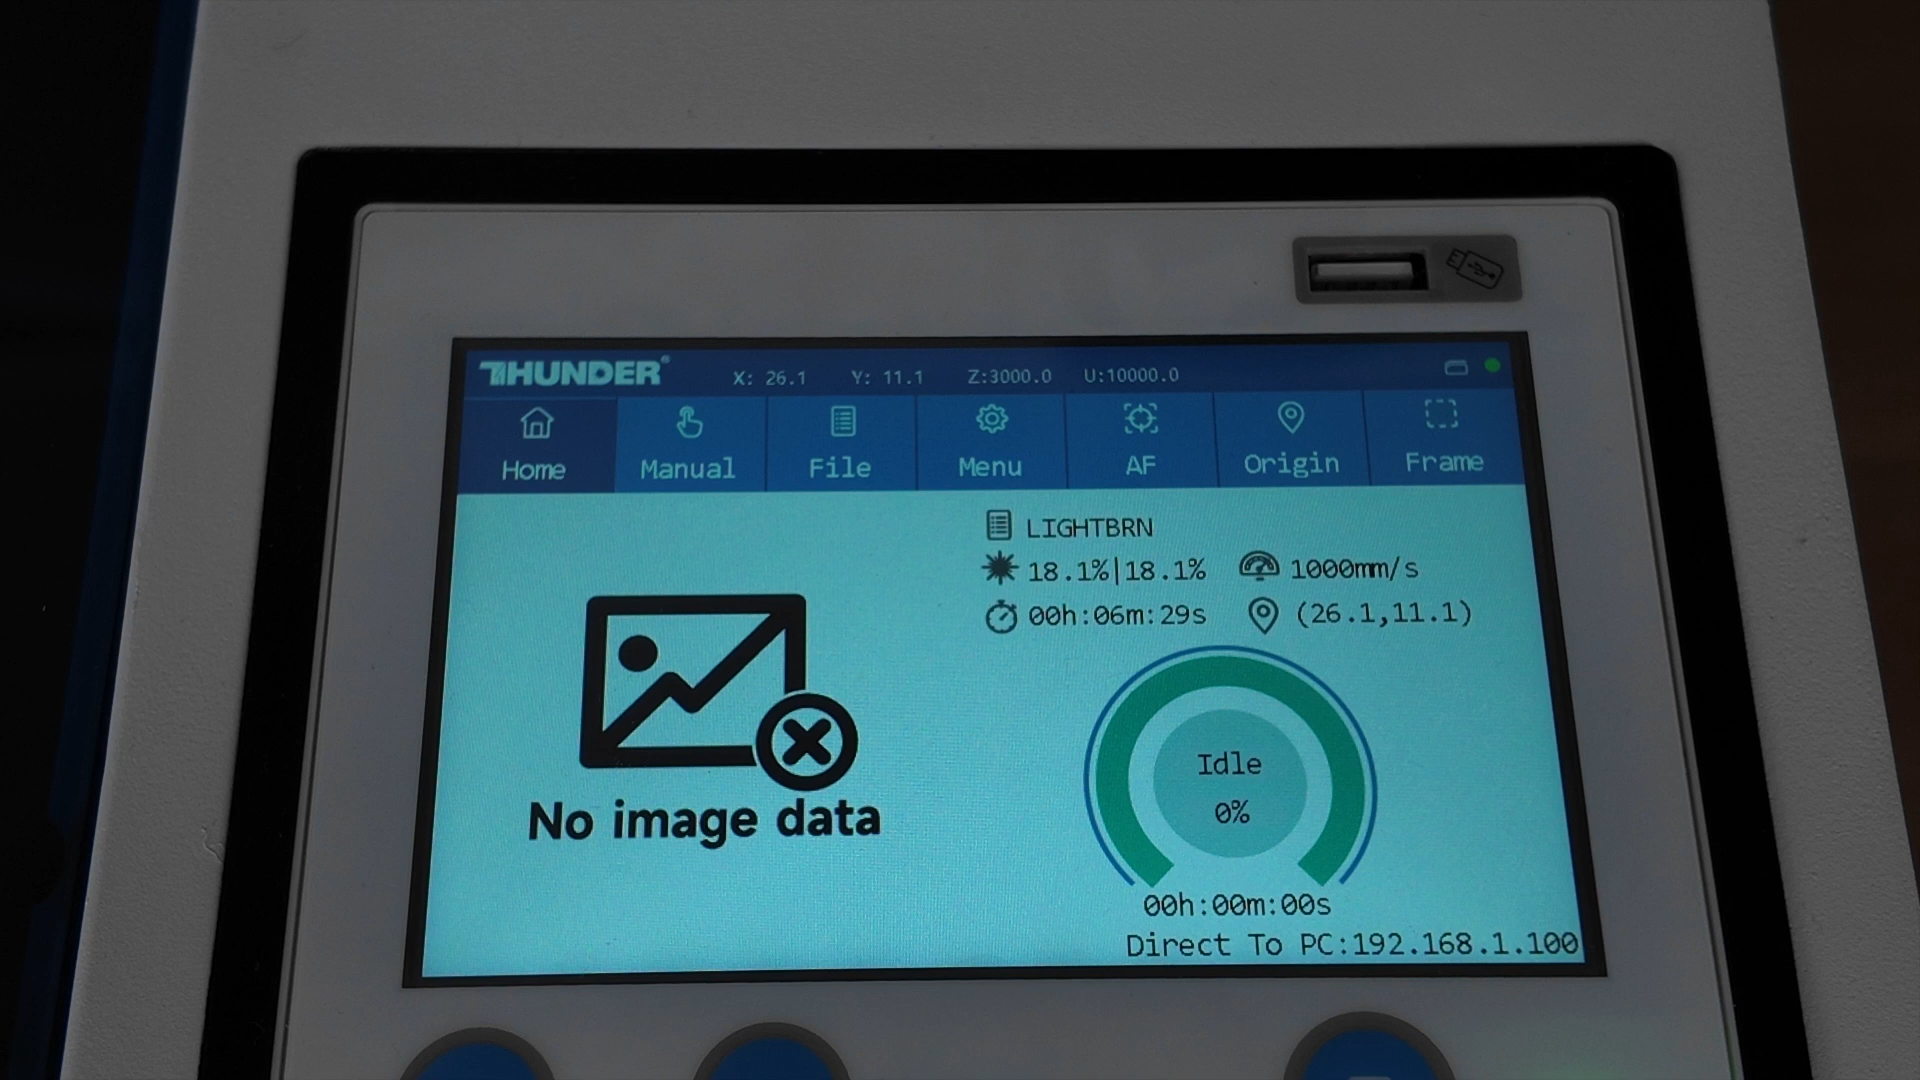 THUNDER® X: 26.1 Y: 11.1 Z:3000.0 U:10000.0
Home Manual File Menu AF Origin Frame
LIGHTBRN
18.1%|18.1% 1000mm/s
00h:06m:29s (26.1,11.1)
No image data
Idle
0%
00h:00m:00s
Direct To PC:192.168.1.100